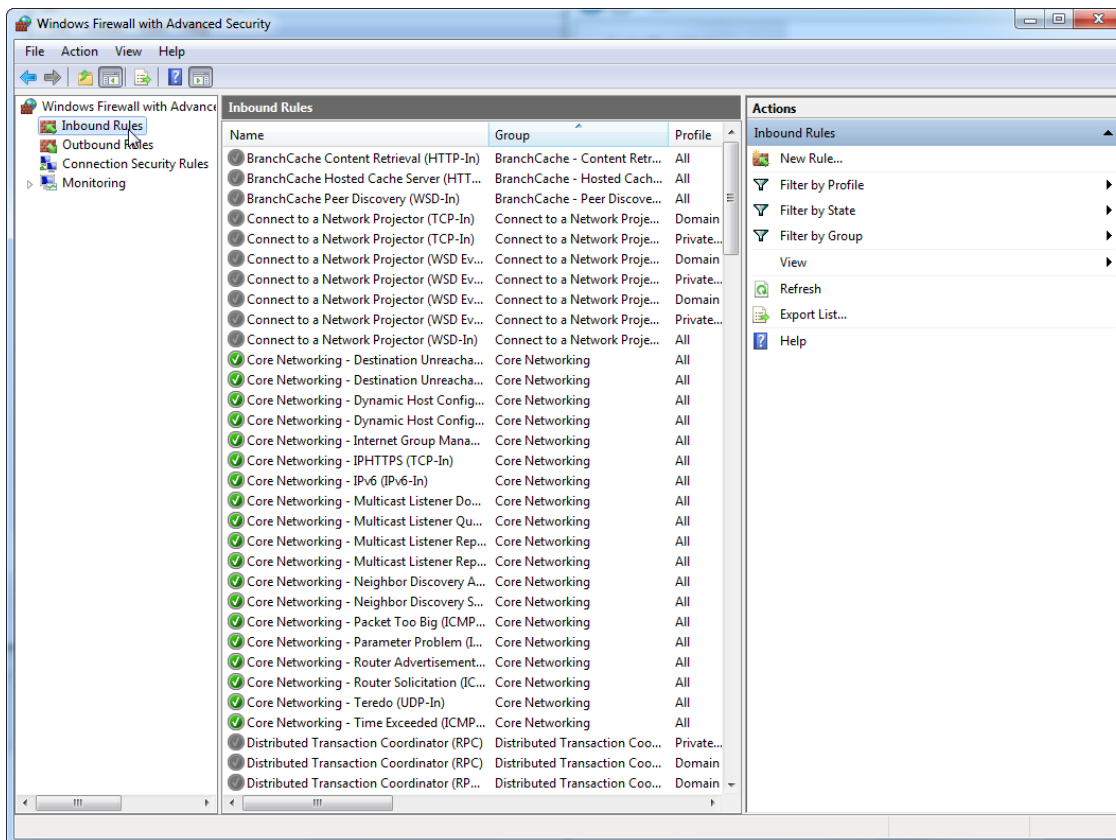 Windows Firewall with Advanced Security
File Action View Help
Windows Firewall with Advance
Inbound Rules
Outbound Rules
Connection Security Rules
Monitoring
Inbound Rules
Name Group Profile
BranchCache Content Retrieval (HTTP-In) BranchCache - Content Retr... All
BranchCache Hosted Cache Server (HTT... BranchCache - Hosted Cach... All
BranchCache Peer Discovery (WSD-In) BranchCache - Peer Discove... All
Connect to a Network Projector (TCP-In) Connect to a Network Proje... Domain
Connect to a Network Projector (TCP-In) Connect to a Network Proje... Private...
Connect to a Network Projector (WSD Ev... Connect to a Network Proje... Domain
Connect to a Network Projector (WSD Ev... Connect to a Network Proje... Private...
Connect to a Network Projector (WSD Ev... Connect to a Network Proje... Domain
Connect to a Network Projector (WSD Ev... Connect to a Network Proje... Private...
Connect to a Network Projector (WSD-In) Connect to a Network Proje... All
Core Networking - Destination Unreacha... Core Networking All
Core Networking - Destination Unreacha... Core Networking All
Core Networking - Dynamic Host Config... Core Networking All
Core Networking - Dynamic Host Config... Core Networking All
Core Networking - Internet Group Mana... Core Networking All
Core Networking - IPHTTPS (TCP-In) Core Networking All
Core Networking - IPv6 (IPv6-In) Core Networking All
Core Networking - Multicast Listener Do... Core Networking All
Core Networking - Multicast Listener Qu... Core Networking All
Core Networking - Multicast Listener Rep... Core Networking All
Core Networking - Multicast Listener Rep... Core Networking All
Core Networking - Neighbor Discovery A... Core Networking All
Core Networking - Neighbor Discovery S... Core Networking All
Core Networking - Packet Too Big (ICMP... Core Networking All
Core Networking - Parameter Problem (I... Core Networking All
Core Networking - Router Advertisement... Core Networking All
Core Networking - Router Solicitation (IC... Core Networking All
Core Networking - Teredo (UDP-In) Core Networking All
Core Networking - Time Exceeded (ICMP... Core Networking All
Distributed Transaction Coordinator (RPC) Distributed Transaction Coo... Private...
Distributed Transaction Coordinator (RPC) Distributed Transaction Coo... Domain
Distributed Transaction Coordinator (RP... Distributed Transaction Coo... Domain
Actions
Inbound Rules
New Rule...
Filter by Profile
Filter by State
Filter by Group
View
Refresh
Export List...
Help